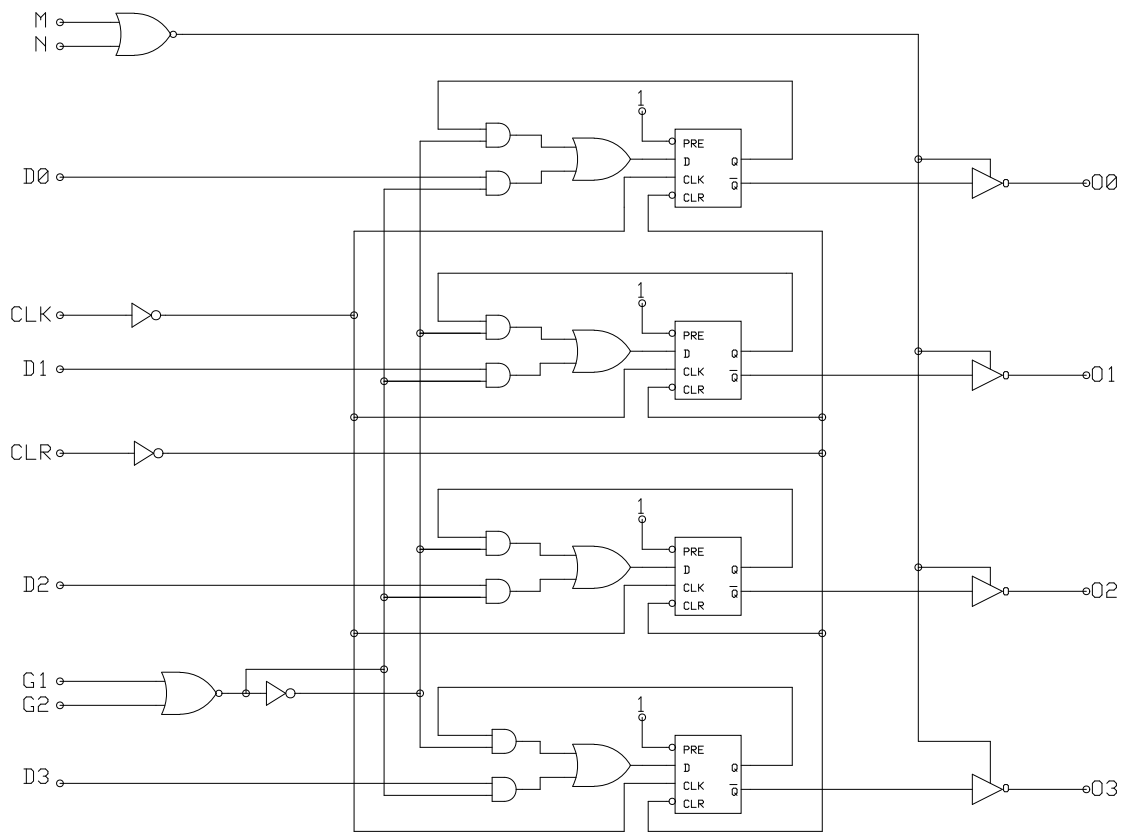 M
N
1
PRE
D Q
CLK Q̅
CLR
D0
O0
CLK
1
PRE
D Q
CLK Q̅
CLR
D1
O1
CLR
1
PRE
D Q
CLK Q̅
CLR
D2
O2
G1
G2
1
PRE
D Q
CLK Q̅
CLR
D3
O3